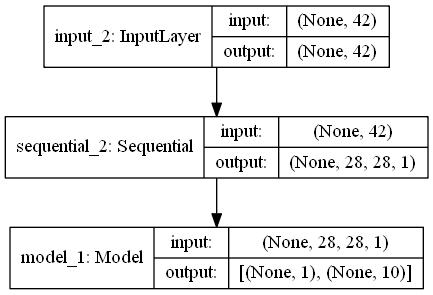 input_2: InputLayer
input: (None, 42)
output: (None, 42)
sequential_2: Sequential
input: (None, 42)
output: (None, 28, 28, 1)
model_1: Model
input: (None, 28, 28, 1)
output: [(None, 1), (None, 10)]